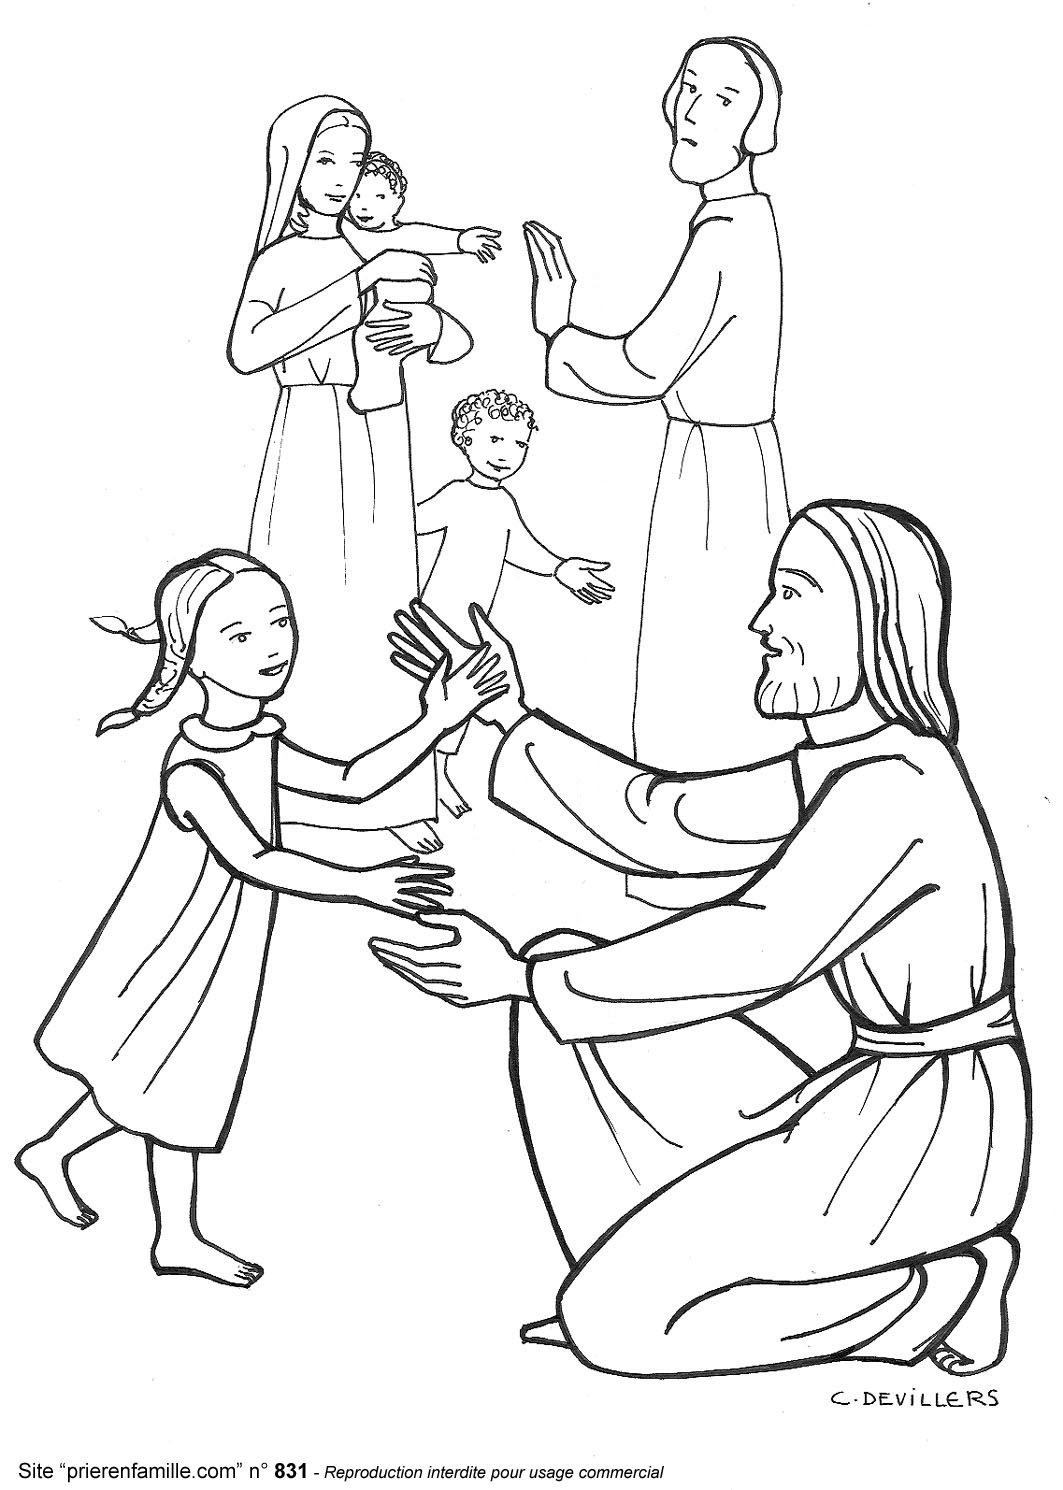 C. DEVILLERS
Site “prierenfamille.com” n° 831 - Reproduction interdite pour usage commercial